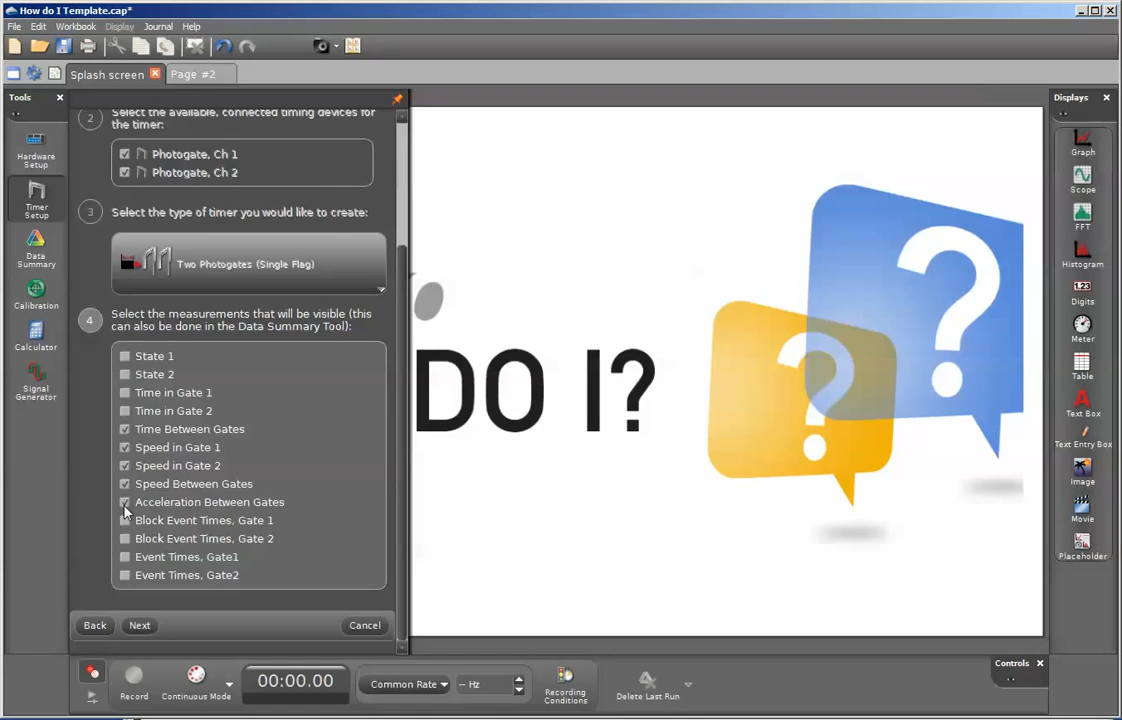 How do I Template.cap*
File Edit Workbook Display Journal Help
Splash screen Page #2
Tools
Hardware Setup
Timer Setup
Data Summary
Calibration
Calculator
Signal Generator
2 Select the available, connected timing devices for
the timer:
Photogate, Ch 1
Photogate, Ch 2
3 Select the type of timer you would like to create:
Two Photogates (Single Flag)
4 Select the measurements that will be visible (this
can also be done in the Data Summary Tool):
State 1
State 2
Time in Gate 1
Time in Gate 2
Time Between Gates
Speed in Gate 1
Speed in Gate 2
Speed Between Gates
Acceleration Between Gates
Block Event Times, Gate 1
Block Event Times, Gate 2
Event Times, Gate1
Event Times, Gate2
Back Next Cancel
DO I?
? ?
Displays
Graph
Scope
FFT
Histogram
1.23
Digits
Meter
Table
Text Box
Text Entry Box
Image
Movie
Placeholder
Record
Continuous Mode
00:00.00
Common Rate
-- Hz
Recording
Conditions
Delete Last Run
Controls